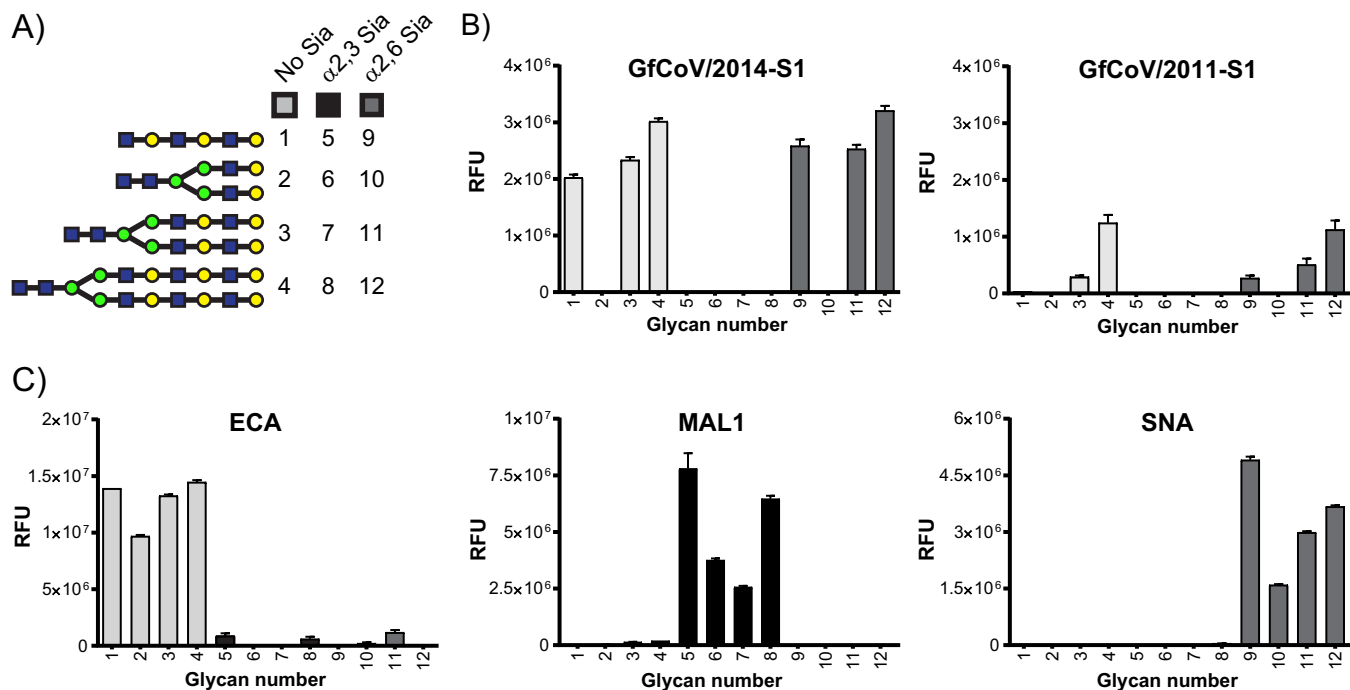 A)
No Sia
α2,3 Sia
α2,6 Sia
1 5 9
2 6 10
3 7 11
4 8 12
B)
GfCoV/2014-S1
4×10⁶
3×10⁶
2×10⁶
1×10⁶
0
RFU
1 2 3 4 5 6 7 8 9 10 11 12
Glycan number
GfCoV/2011-S1
4×10⁶
3×10⁶
2×10⁶
1×10⁶
0
RFU
1 2 3 4 5 6 7 8 9 10 11 12
Glycan number
C)
ECA
2×10⁷
1.5×10⁷
1×10⁷
5×10⁶
0
RFU
1 2 3 4 5 6 7 8 9 10 11 12
Glycan number
MAL1
1×10⁷
7.5×10⁶
5×10⁶
2.5×10⁶
0
RFU
1 2 3 4 5 6 7 8 9 10 11 12
Glycan number
SNA
6×10⁶
4.5×10⁶
3×10⁶
1.5×10⁶
0
RFU
1 2 3 4 5 6 7 8 9 10 11 12
Glycan number